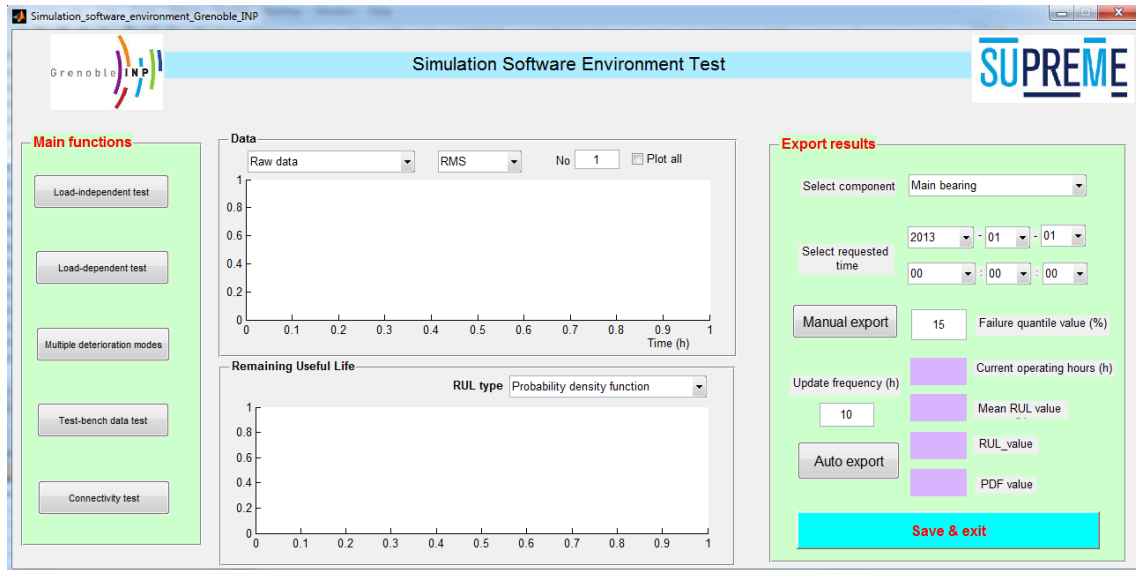 Simulation_software_environment_Grenoble_INP
Grenoble INP
Simulation Software Environment Test
SUPREME
Main functions
Load-independent test
Load-dependent test
Multiple deterioration modes
Test-bench data test
Connectivity test
Data
Raw data RMS No 1 Plot all
1
0.8
0.6
0.4
0.2
0
0 0.1 0.2 0.3 0.4 0.5 0.6 0.7 0.8 0.9 1
Time (h)
Remaining Useful Life
RUL type Probability density function
1
0.8
0.6
0.4
0.2
0
0 0.1 0.2 0.3 0.4 0.5 0.6 0.7 0.8 0.9 1
Export results
Select component Main bearing
Select requested
time
2013 - 01 - 01
00 : 00 : 00
Manual export 15 Failure quantile value (%)
Current operating hours (h)
Update frequency (h)
10
Mean RUL value
RUL_value
Auto export
PDF value
Save & exit